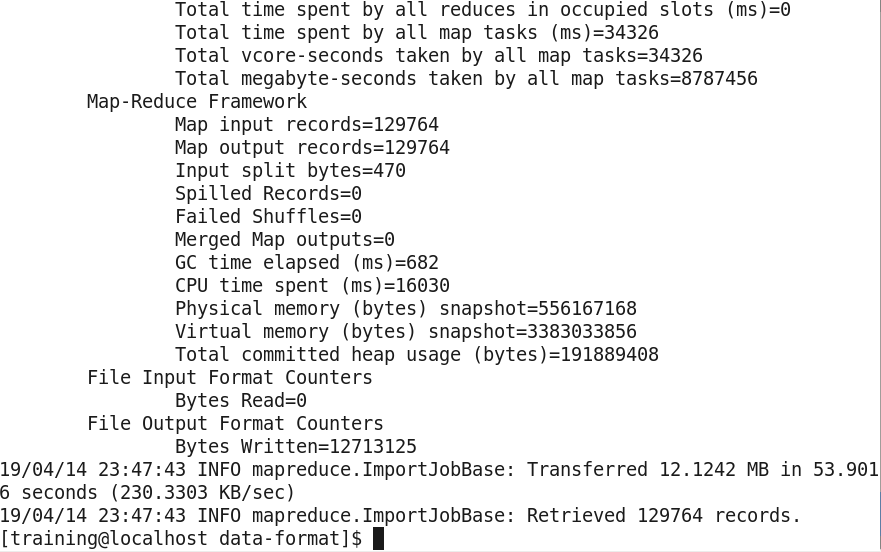 Total time spent by all reduces in occupied slots (ms)=0
Total time spent by all map tasks (ms)=34326
Total vcore-seconds taken by all map tasks=34326
Total megabyte-seconds taken by all map tasks=8787456
Map-Reduce Framework
Map input records=129764
Map output records=129764
Input split bytes=470
Spilled Records=0
Failed Shuffles=0
Merged Map outputs=0
GC time elapsed (ms)=682
CPU time spent (ms)=16030
Physical memory (bytes) snapshot=556167168
Virtual memory (bytes) snapshot=3383033856
Total committed heap usage (bytes)=191889408
File Input Format Counters
Bytes Read=0
File Output Format Counters
Bytes Written=12713125
19/04/14 23:47:43 INFO mapreduce.ImportJobBase: Transferred 12.1242 MB in 53.901
6 seconds (230.3303 KB/sec)
19/04/14 23:47:43 INFO mapreduce.ImportJobBase: Retrieved 129764 records.
[training@localhost data-format]$